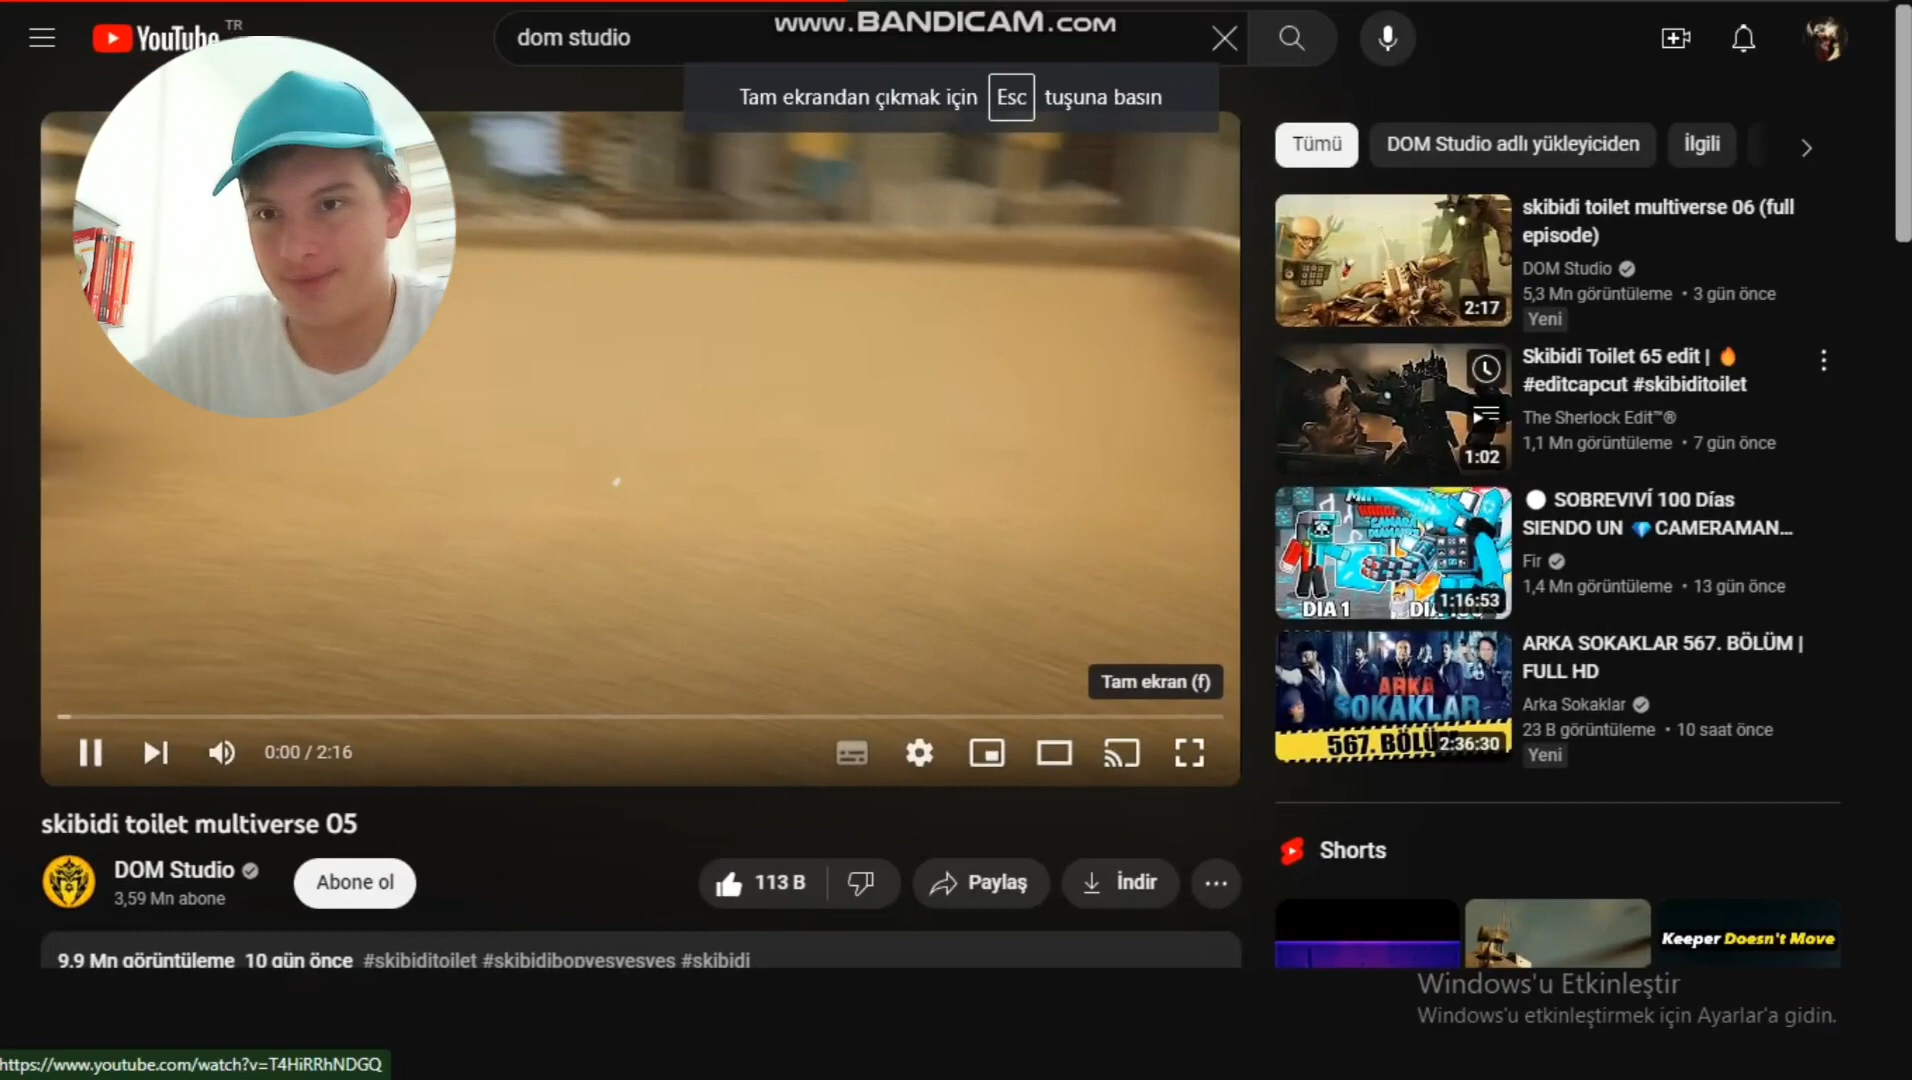 YouTube TR
dom studio
www.BANDICAM.com
Tam ekrandan çıkmak için Esc tuşuna basın
Tümü
DOM Studio adlı yükleyiciden
İlgili
skibidi toilet multiverse 06 (full
episode)
DOM Studio
5,3 Mn görüntüleme • 3 gün önce
Yeni
2:17
Skibidi Toilet 65 edit | 🔥
#editcapcut #skibiditoilet
The Sherlock Edit™®
1,1 Mn görüntüleme • 7 gün önce
1:02
⚪ SOBREVIVÍ 100 Días
SIENDO UN 💎CAMERAMAN...
Fir
1,4 Mn görüntüleme • 13 gün önce
DIA 1
1:16:53
ARKA SOKAKLAR 567. BÖLÜM |
FULL HD
Arka Sokaklar
23 B görüntüleme • 10 saat önce
Yeni
ARKA
SOKAKLAR
567. BÖLÜ
2:36:30
Tam ekran (f)
0:00 / 2:16
skibidi toilet multiverse 05
DOM Studio
3,59 Mn abone
Abone ol
113 B
Paylaş
İndir
9,9 Mn görüntüleme 10 gün önce #skibiditoilet #skibidibopyesyesyes #skibidi
Shorts
Keeper Doesn't Move
Windows'u Etkinleştir
Windows'u etkinleştirmek için Ayarlar'a gidin.
https://www.youtube.com/watch?v=T4HiRRhNDGQ